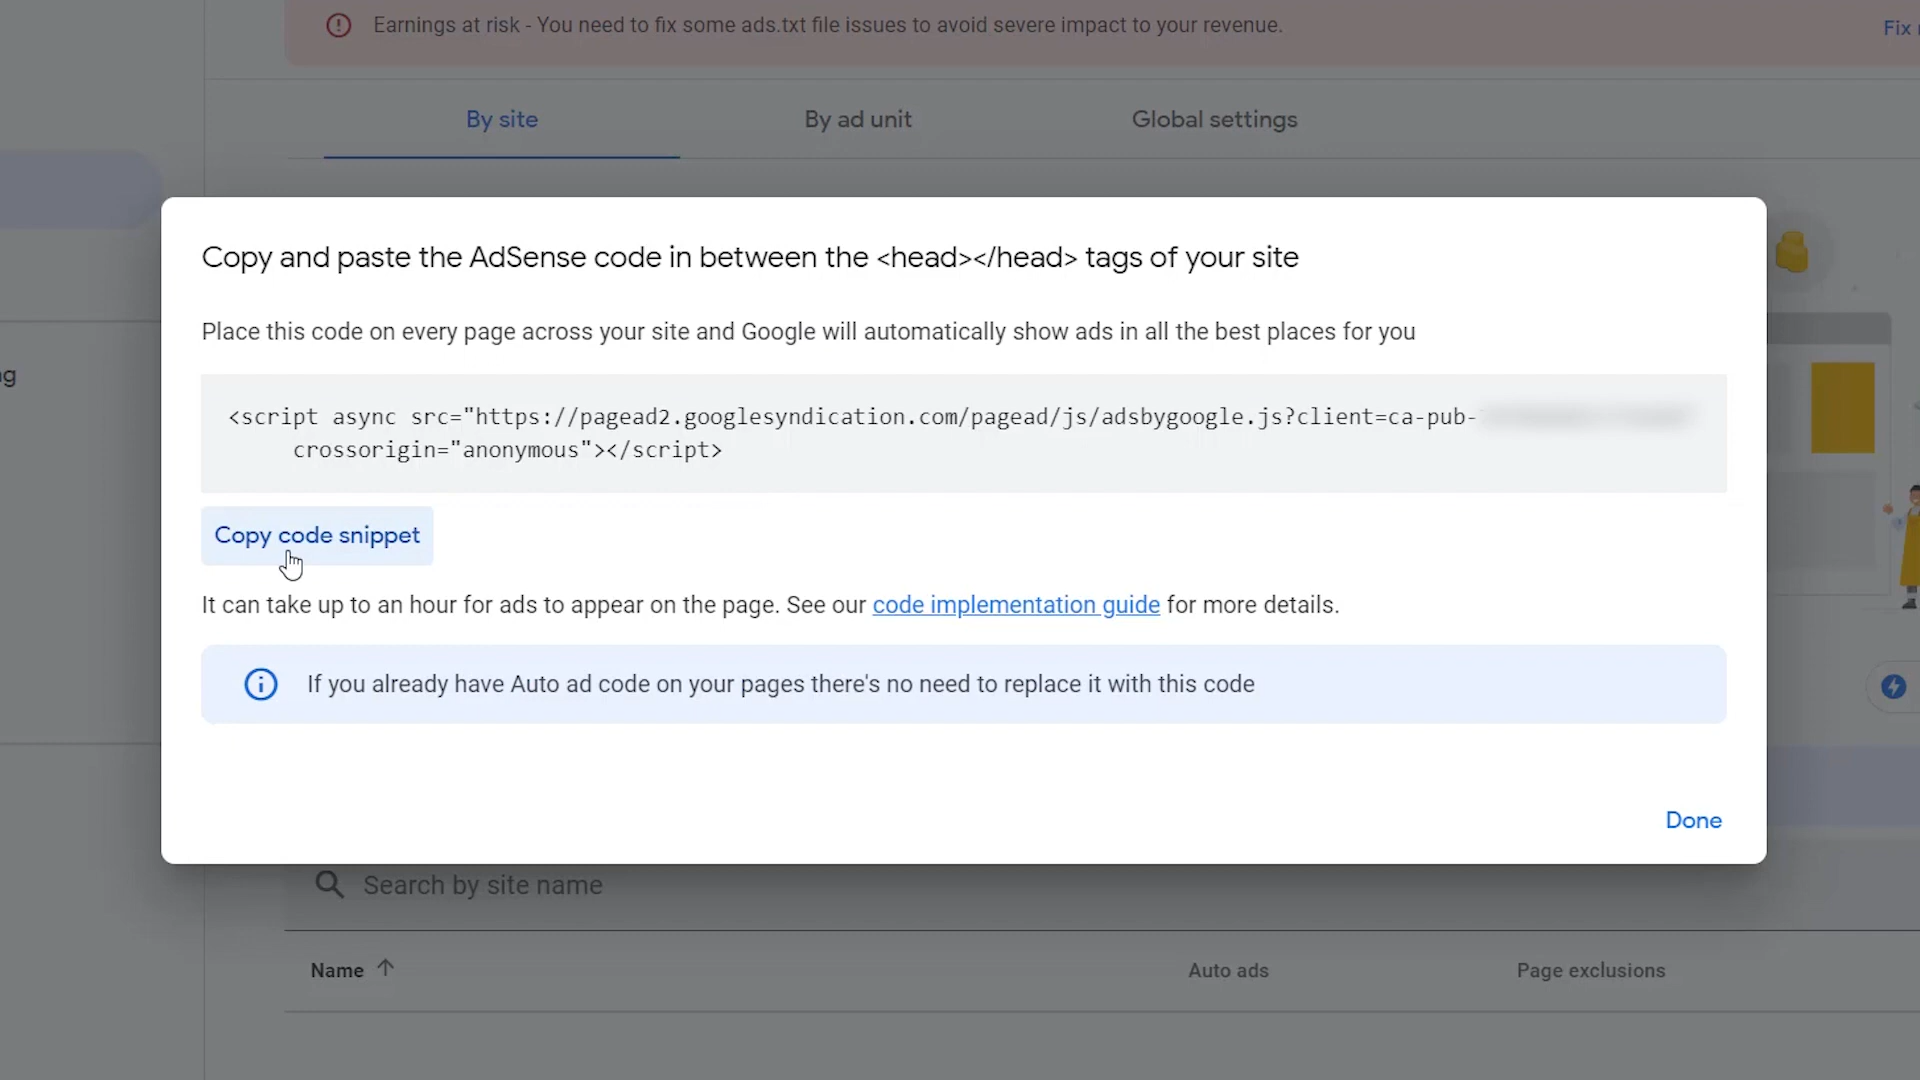 Earnings at risk - You need to fix some ads.txt file issues to avoid severe impact to your revenue.
Fix
By site
By ad unit
Global settings
Copy and paste the AdSense code in between the <head></head> tags of your site
Place this code on every page across your site and Google will automatically show ads in all the best places for you
ng
<script async src="https://pagead2.googlesyndication.com/pagead/js/adsbygoogle.js?client=ca-pub-
crossorigin="anonymous"></script>
Copy code snippet
It can take up to an hour for ads to appear on the page. See our code implementation guide for more details.
If you already have Auto ad code on your pages there's no need to replace it with this code
Done
Search by site name
Name
Auto ads
Page exclusions